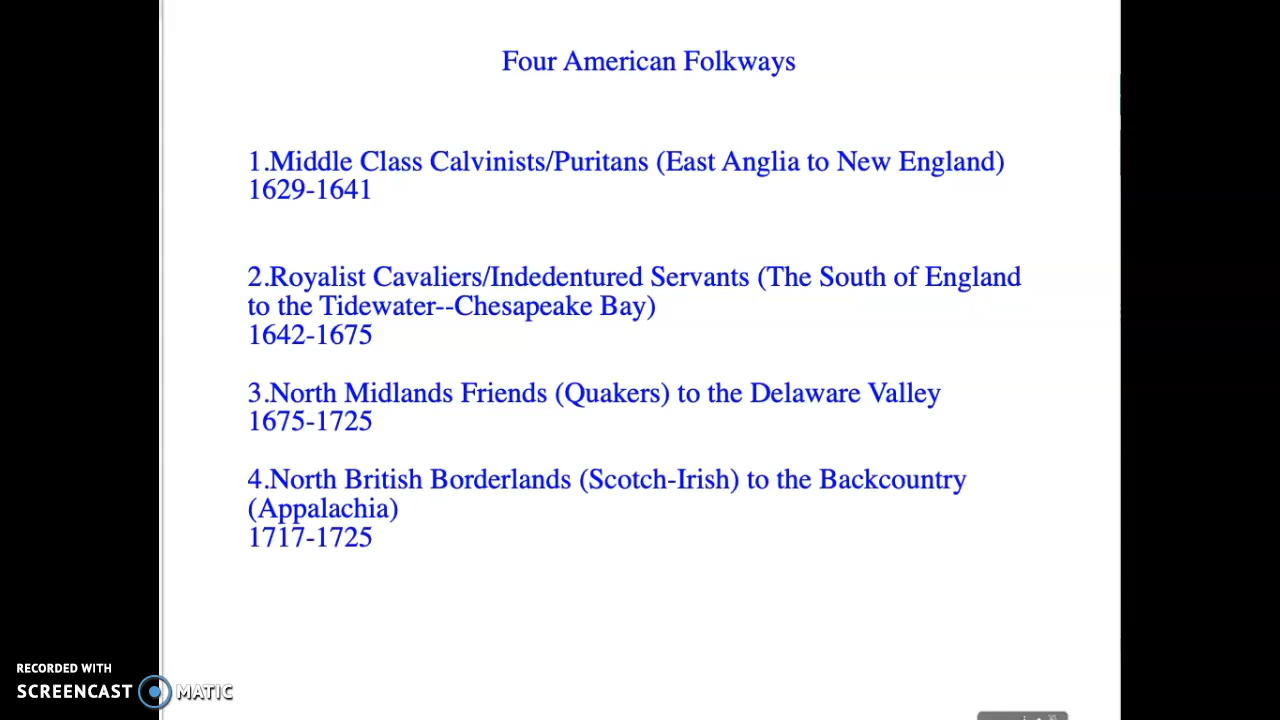 Four American Folkways
1.Middle Class Calvinists/Puritans (East Anglia to New England)
1629-1641
2.Royalist Cavaliers/Indedentured Servants (The South of England
to the Tidewater--Chesapeake Bay)
1642-1675
3.North Midlands Friends (Quakers) to the Delaware Valley
1675-1725
4.North British Borderlands (Scotch-Irish) to the Backcountry
(Appalachia)
1717-1725
RECORDED WITH
SCREENCAST MATIC